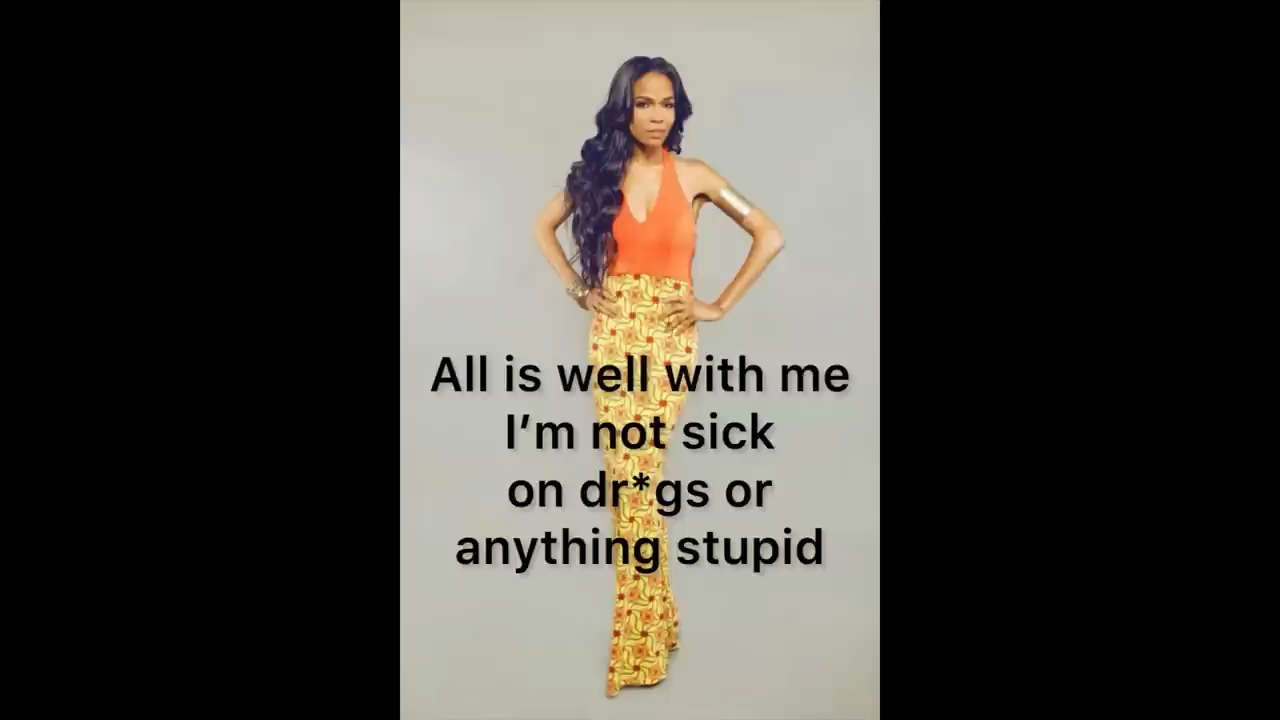 All is well with me
I’m not sick
on dr*gs or
anything stupid